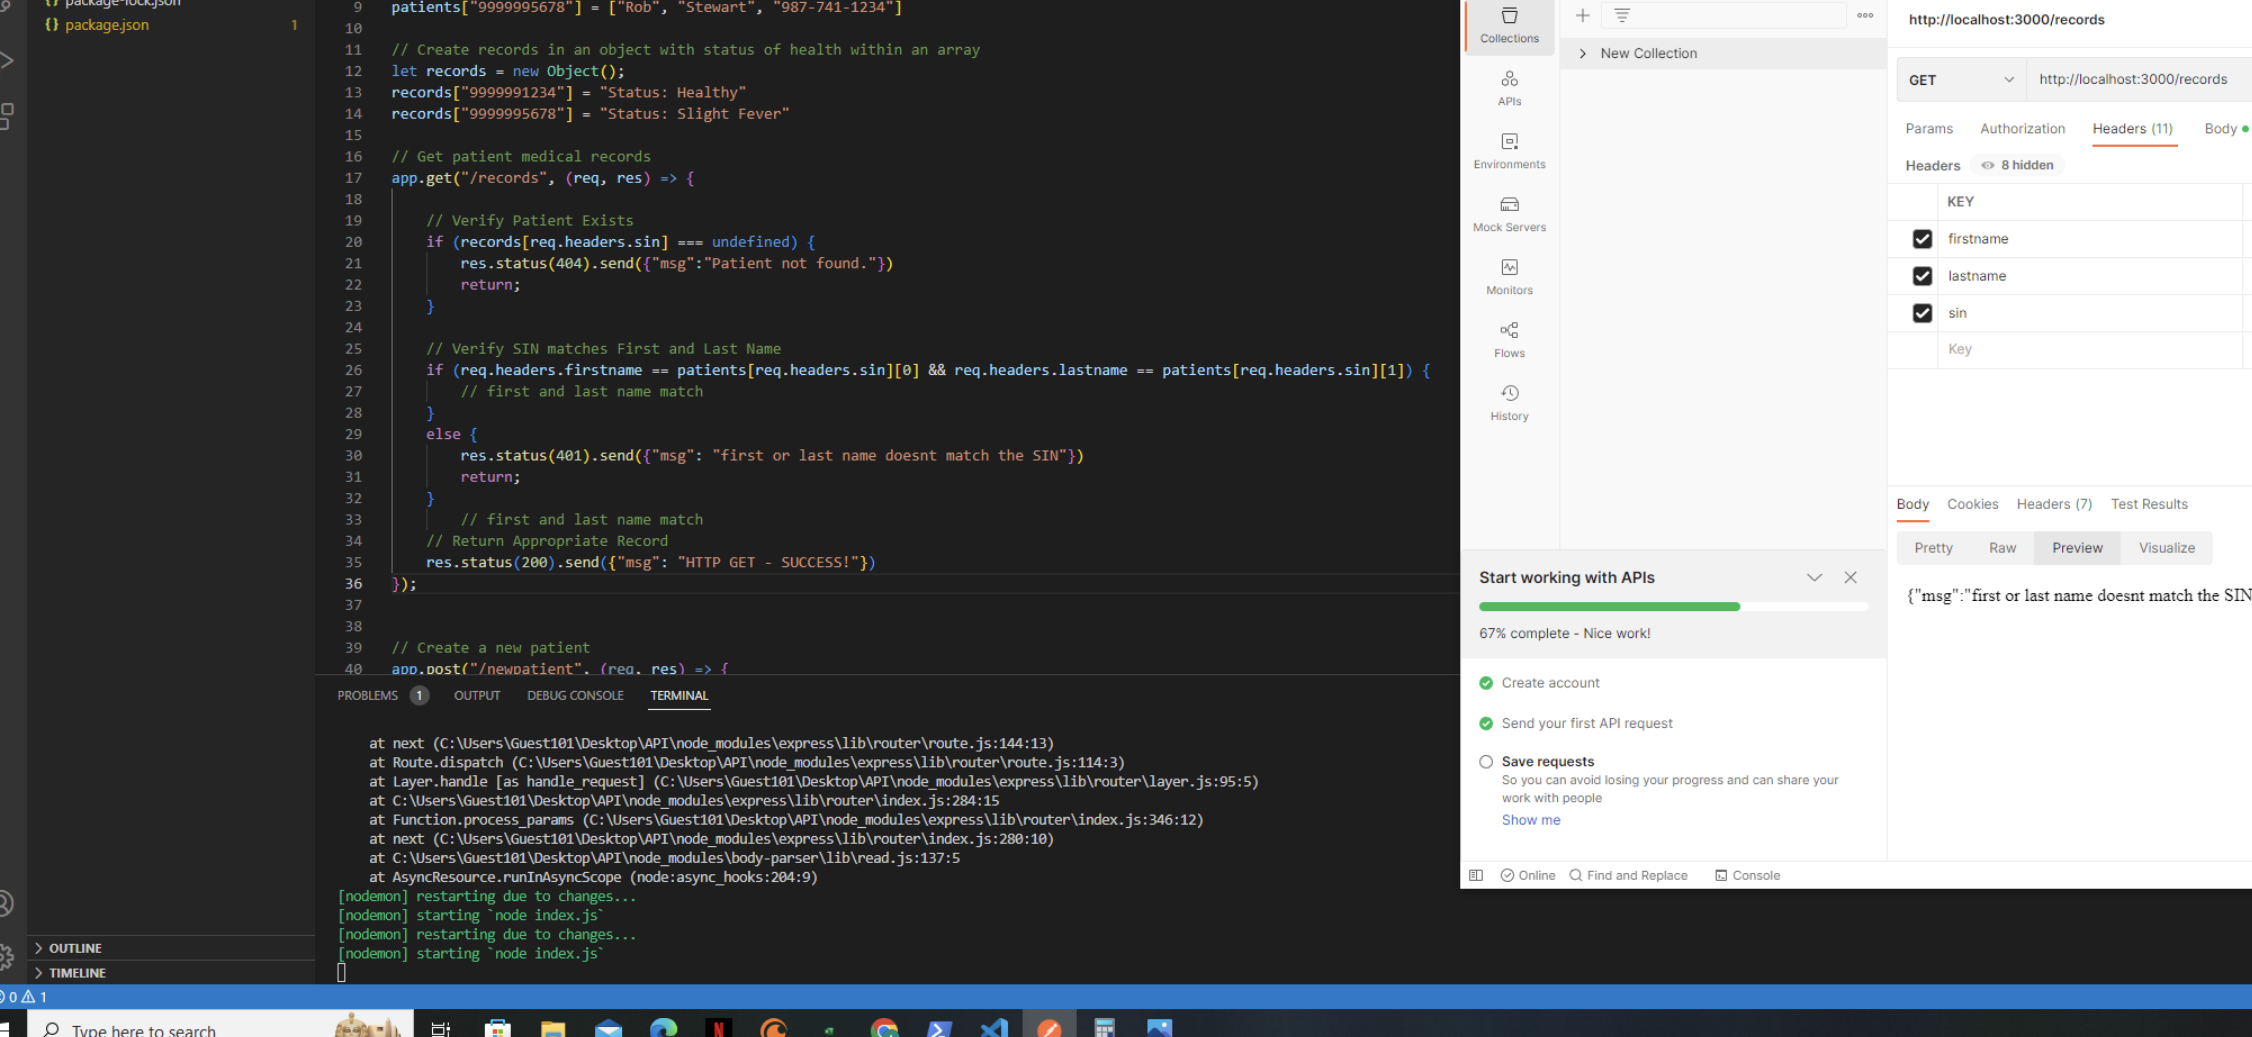 package-lock.json
{} package.json 1
9 patients["9999995678"] = ["Rob", "Stewart", "987-741-1234"]
10
11 // Create records in an object with status of health within an array
12 let records = new Object();
13 records["9999991234"] = "Status: Healthy"
14 records["9999995678"] = "Status: Slight Fever"
15
16 // Get patient medical records
17 app.get("/records", (req, res) => {
18
19 // Verify Patient Exists
20 if (records[req.headers.sin] === undefined) {
21 res.status(404).send({"msg":"Patient not found."})
22 return;
23 }
24
25 // Verify SIN matches First and Last Name
26 if (req.headers.firstname == patients[req.headers.sin][0] && req.headers.lastname == patients[req.headers.sin][1]) {
27 // first and last name match
28 }
29 else {
30 res.status(401).send({"msg": "first or last name doesnt match the SIN"})
31 return;
32 }
33 // first and last name match
34 // Return Appropriate Record
35 res.status(200).send({"msg": "HTTP GET - SUCCESS!"})
36 });
37
38
39 // Create a new patient
40 app.post("/newpatient", (req, res) => {
PROBLEMS 1 OUTPUT DEBUG CONSOLE TERMINAL
at next (C:\Users\Guest101\Desktop\API\node_modules\express\lib\router\route.js:144:13)
at Route.dispatch (C:\Users\Guest101\Desktop\API\node_modules\express\lib\router\route.js:114:3)
at Layer.handle [as handle_request] (C:\Users\Guest101\Desktop\API\node_modules\express\lib\router\layer.js:95:5)
at C:\Users\Guest101\Desktop\API\node_modules\express\lib\router\index.js:284:15
at Function.process_params (C:\Users\Guest101\Desktop\API\node_modules\express\lib\router\index.js:346:12)
at next (C:\Users\Guest101\Desktop\API\node_modules\express\lib\router\index.js:280:10)
at C:\Users\Guest101\Desktop\API\node_modules\body-parser\lib\read.js:137:5
at AsyncResource.runInAsyncScope (node:async_hooks:204:9)
[nodemon] restarting due to changes...
[nodemon] starting `node index.js`
[nodemon] restarting due to changes...
[nodemon] starting `node index.js`
OUTLINE
TIMELINE
0 1
Type here to search
Collections
APIs
Environments
Mock Servers
Monitors
Flows
History
New Collection
http://localhost:3000/records
GET http://localhost:3000/records
Params Authorization Headers (11) Body
Headers 8 hidden
KEY
firstname
lastname
sin
Key
Body Cookies Headers (7) Test Results
Pretty Raw Preview Visualize
{"msg":"first or last name doesnt match the SIN
Start working with APIs
67% complete - Nice work!
Create account
Send your first API request
Save requests
So you can avoid losing your progress and can share your
work with people
Show me
Online Find and Replace Console